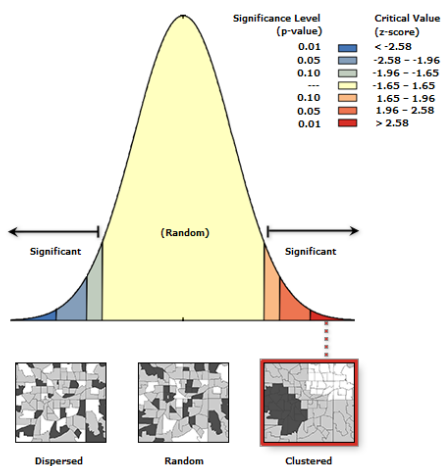 Significance Level Critical Value
(p-value) (z-score)
0.01 < -2.58
0.05 -2.58 – -1.96
0.10 -1.96 – -1.65
--- -1.65 – 1.65
0.10 1.65 – 1.96
0.05 1.96 – 2.58
0.01 > 2.58
(Random)
Significant Significant
Dispersed Random Clustered